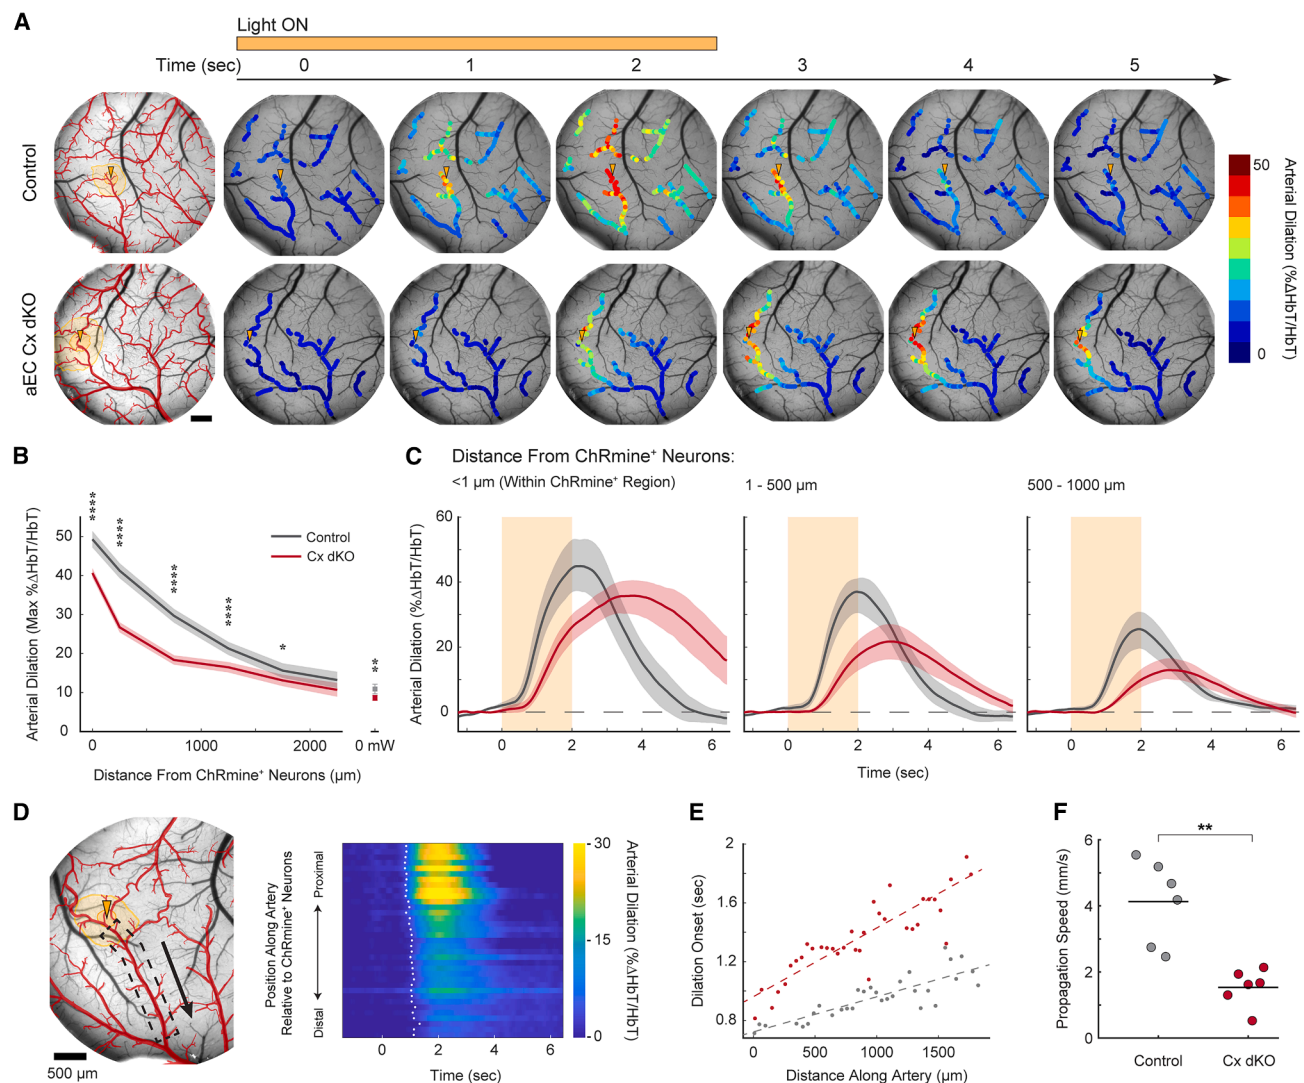 A
Light ON
Time (sec) 0 1 2 3 4 5
Control
aEC Cx dKO
50
0
Arterial Dilation (%ΔHbT/HbT)
B
Arterial Dilation (Max %ΔHbT/HbT)
50
40
30
20
10
0
**** **** **** **** * **
Control
Cx dKO
0 1000 2000 0 mW
Distance From ChRmine+ Neurons (µm)
C
Distance From ChRmine+ Neurons:
<1 µm (Within ChRmine+ Region)
1 - 500 µm
500 - 1000 µm
Arterial Dilation (%ΔHbT/HbT)
60
40
20
0
0 2 4 6
0 2 4 6
0 2 4 6
Time (sec)
D
500 µm
Position Along Artery
Relative to ChRmine+ Neurons
Proximal
Distal
0 2 4 6
Time (sec)
30
15
0
Arterial Dilation (%ΔHbT/HbT)
E
Dilation Onset (sec)
2
1.6
1.2
0.8
0 500 1000 1500
Distance Along Artery (µm)
F
Propagation Speed (mm/s)
6
4
2
0
**
Control Cx dKO